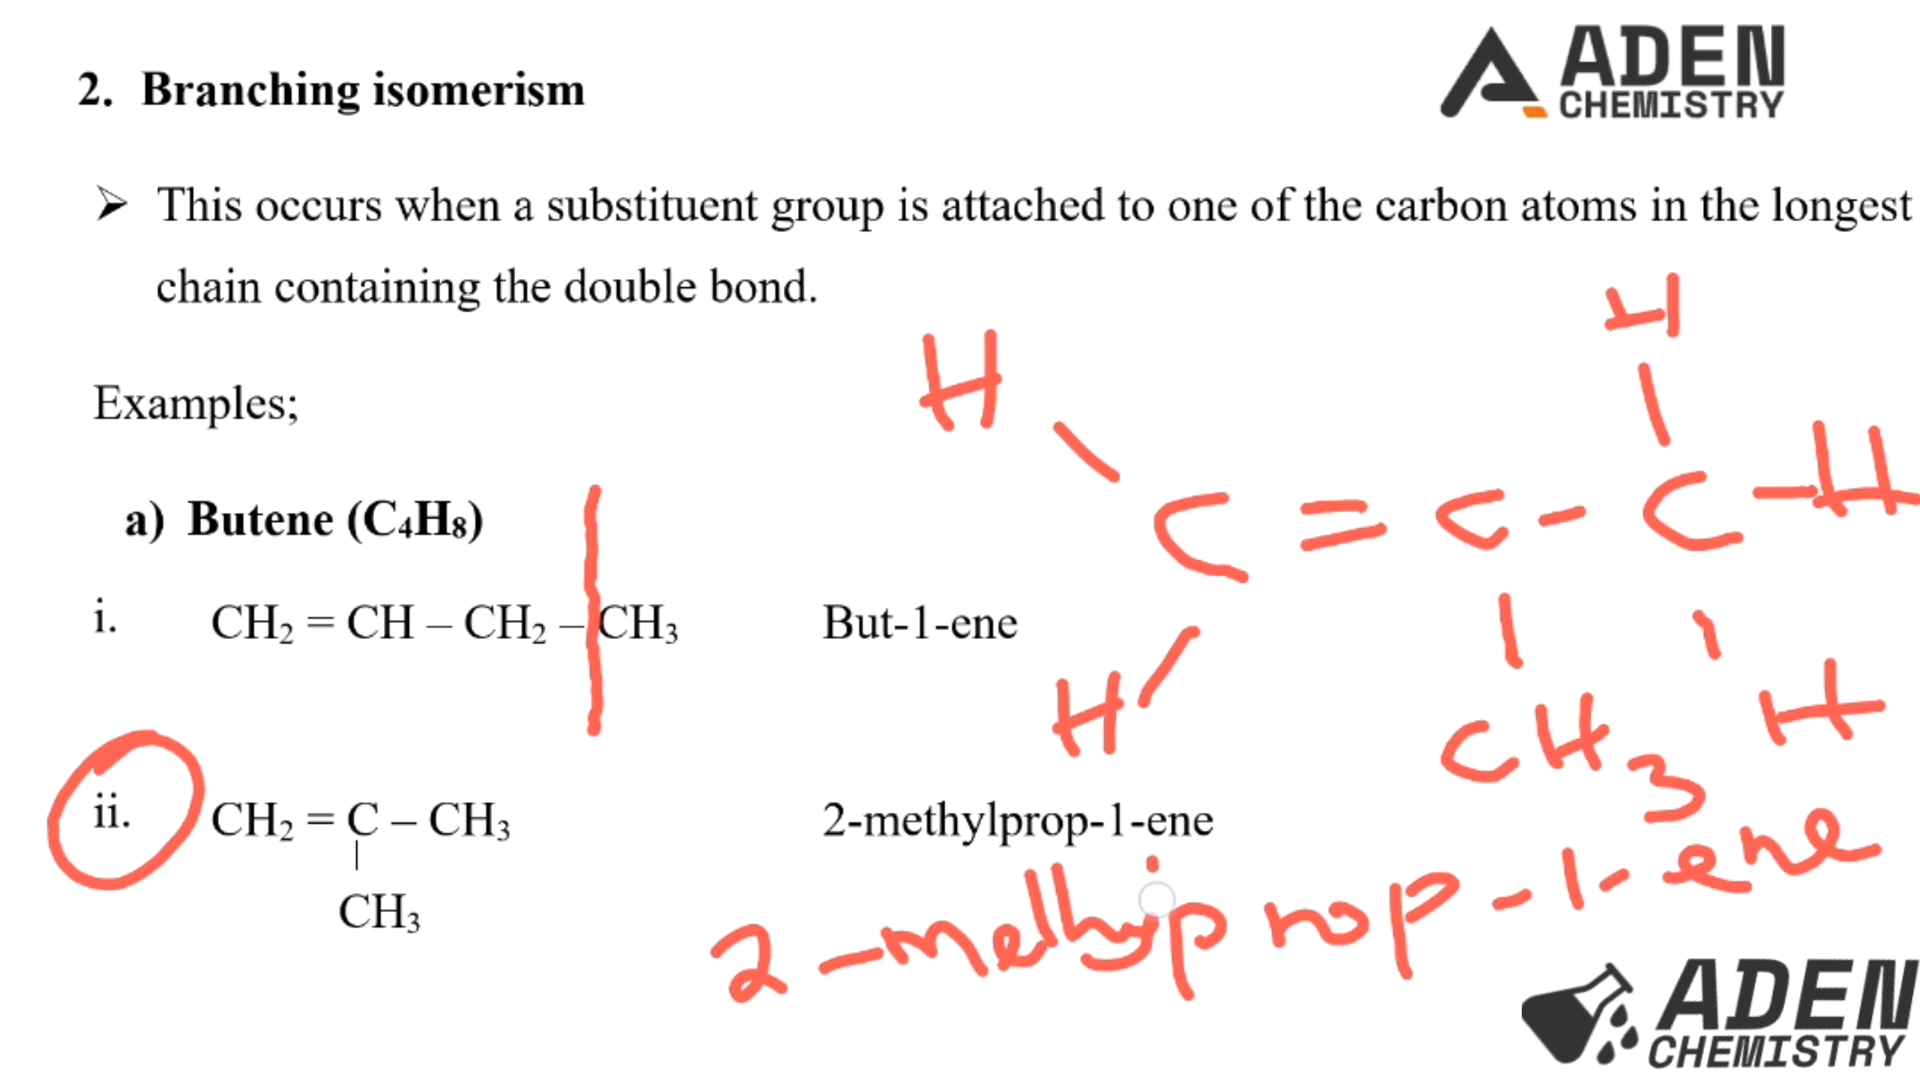 ADEN
CHEMISTRY
2. Branching isomerism
➢ This occurs when a substituent group is attached to one of the carbon atoms in the longest
chain containing the double bond.
Examples;
a) Butene (C₄H₈)
i. CH₂ = CH – CH₂ – CH₃ But-1-ene
ii. CH₂ = C – CH₃ 2-methylprop-1-ene
|
CH₃
H
H
C = C - C - H
H
CH₃
H
2-methylprop-1-ene
ADEN
CHEMISTRY